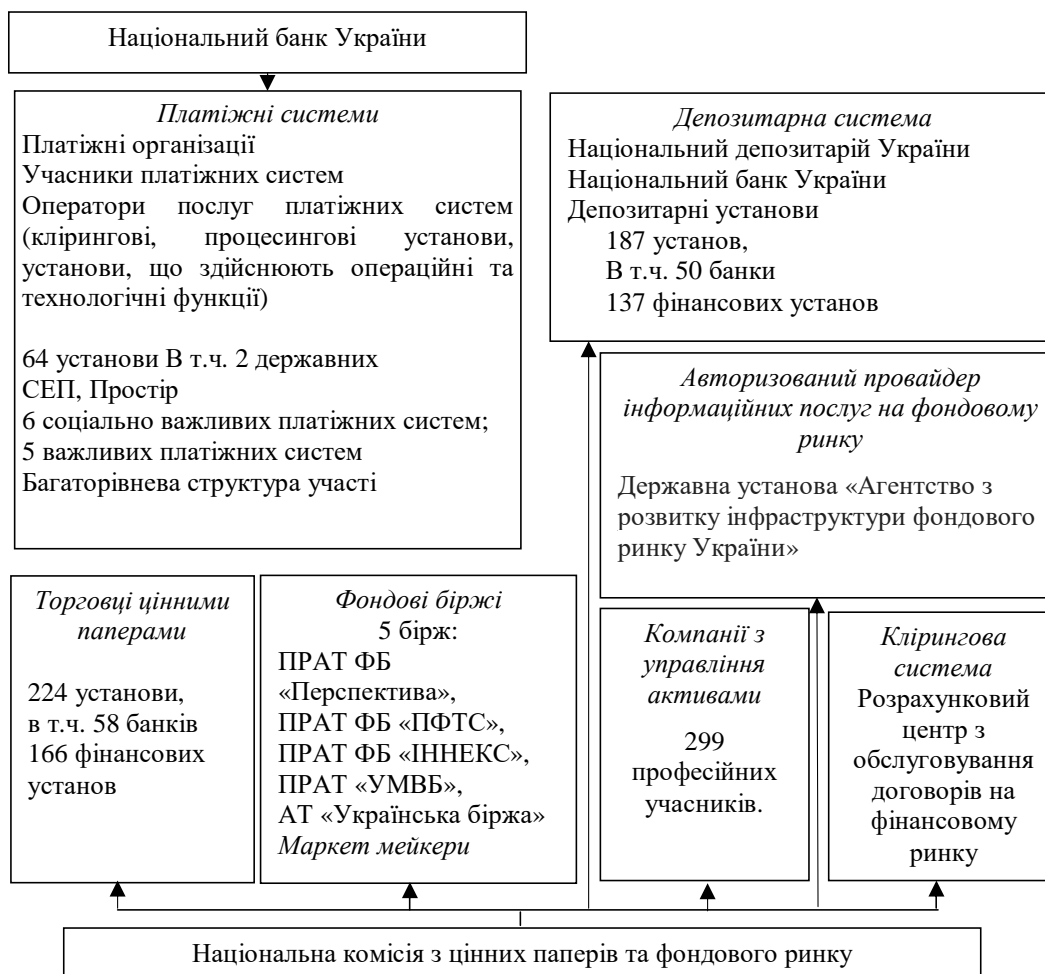 Національний банк України
Платіжні системи
Платіжні організації
Учасники платіжних систем
Оператори послуг платіжних систем
(клірингові, процесингові установи,
установи, що здійснюють операційні та
технологічні функції)
64 установи В т.ч. 2 державних
СЕП, Простір
6 соціально важливих платіжних систем;
5 важливих платіжних систем
Багаторівнева структура участі
Депозитарна система
Національний депозитарій України
Національний банк України
Депозитарні установи
187 установ,
В т.ч. 50 банки
137 фінансових установ
Авторизований провайдер
інформаційних послуг на фондовому
ринку
Державна установа «Агентство з
розвитку інфраструктури фондового
ринку України»
Торговці цінними
паперами
224 установи,
в т.ч. 58 банків
166 фінансових
установ
Фондові біржі
5 бірж:
ПРАТ ФБ
«Перспектива»,
ПРАТ ФБ «ПФТС»,
ПРАТ ФБ «ІННЕКС»,
ПРАТ «УМВБ»,
АТ «Українська біржа»
Маркет мейкери
Компанії з
управління
активами
299
професійних
учасників.
Клірингова
система
Розрахунковий
центр з
обслуговування
договорів на
фінансовому
ринку
Національна комісія з цінних паперів та фондового ринку